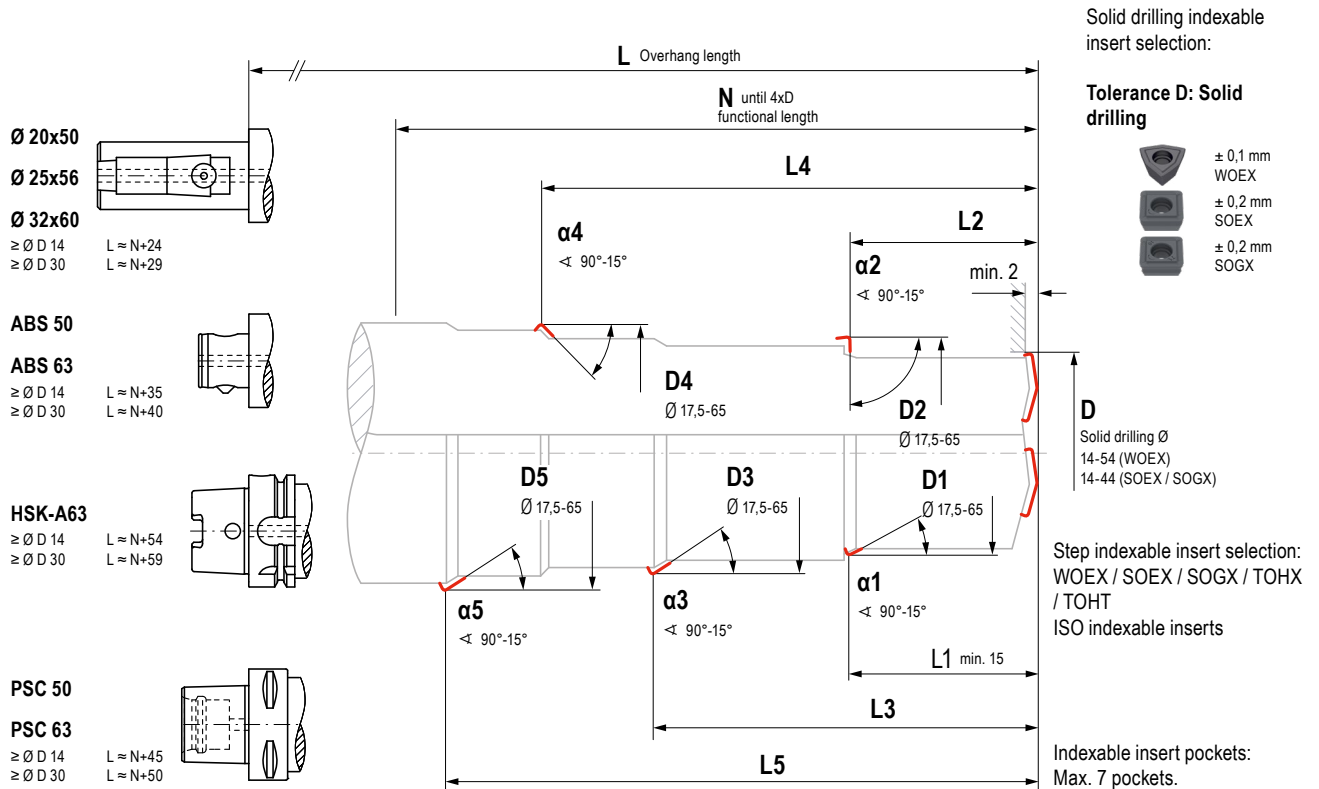 Solid drilling indexable
insert selection:
Tolerance D: Solid
drilling
± 0,1 mm
WOEX
± 0,2 mm
SOEX
± 0,2 mm
SOGX
L Overhang length
N until 4xD
functional length
L4
L2
min. 2
Ø 20x50
Ø 25x56
Ø 32x60
≥ Ø D 14 L ≈ N+24
≥ Ø D 30 L ≈ N+29
ABS 50
ABS 63
≥ Ø D 14 L ≈ N+35
≥ Ø D 30 L ≈ N+40
HSK-A63
≥ Ø D 14 L ≈ N+54
≥ Ø D 30 L ≈ N+59
PSC 50
PSC 63
≥ Ø D 14 L ≈ N+45
≥ Ø D 30 L ≈ N+50
α4
∢ 90°-15°
α2
∢ 90°-15°
D4
Ø 17,5-65
D2
Ø 17,5-65
D
Solid drilling Ø
14-54 (WOEX)
14-44 (SOEX / SOGX)
D5
Ø 17,5-65
D3
Ø 17,5-65
D1
Ø 17,5-65
α5
∢ 90°-15°
α3
∢ 90°-15°
α1
∢ 90°-15°
L1 min. 15
L3
L5
Step indexable insert selection:
WOEX / SOEX / SOGX / TOHX
/ TOHT
ISO indexable inserts
Indexable insert pockets:
Max. 7 pockets.